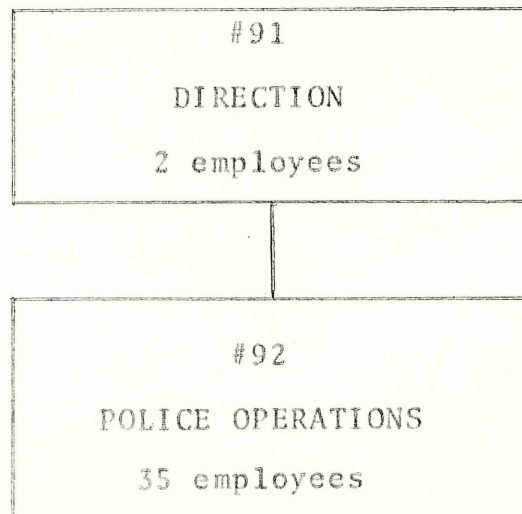 #91
DIRECTION
2 employees
#92
POLICE OPERATIONS
35 employees